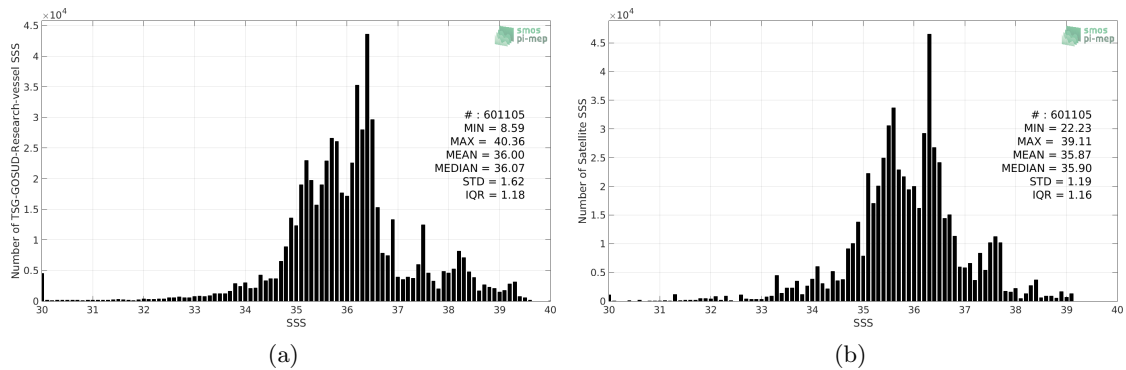 ×10⁴
4.5
4
3.5
3
2.5
2
1.5
1
0.5
0
Number of TSG-GOSUD-Research-vessel SSS
smos
pi-mep
# : 601105
MIN = 8.59
MAX = 40.36
MEAN = 36.00
MEDIAN = 36.07
STD = 1.62
IQR = 1.18
30 31 32 33 34 35 36 37 38 39 40
SSS
(a)
×10⁴
4.5
4
3.5
3
2.5
2
1.5
1
0.5
0
Number of Satellite SSS
smos
pi-mep
# : 601105
MIN = 22.23
MAX = 39.11
MEAN = 35.87
MEDIAN = 35.90
STD = 1.19
IQR = 1.16
30 31 32 33 34 35 36 37 38 39 40
SSS
(b)